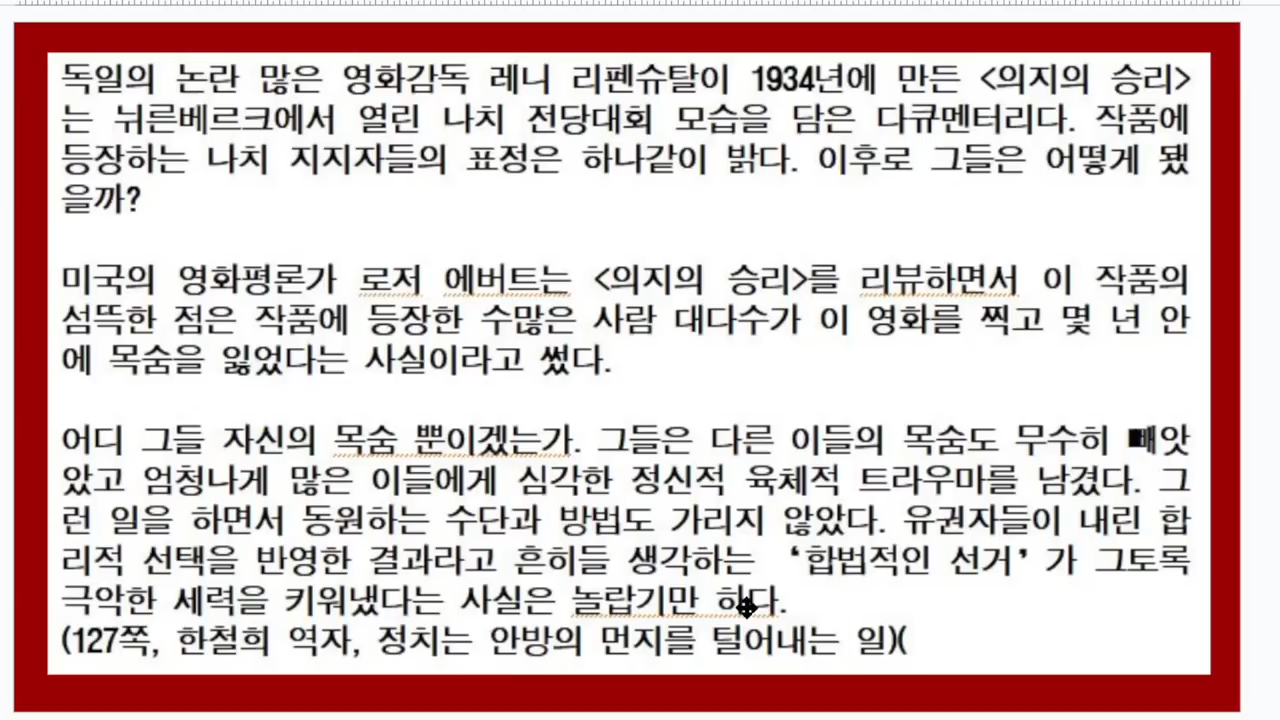 독일의 논란 많은 영화감독 레니 리펜슈탈이 1934년에 만든 <의지의 승리>
는 뉘른베르크에서 열린 나치 전당대회 모습을 담은 다큐멘터리다. 작품에
등장하는 나치 지지자들의 표정은 하나같이 밝다. 이후로 그들은 어떻게 됐
을까?
미국의 영화평론가 로저 에버트는 <의지의 승리>를 리뷰하면서 이 작품의
섬뜩한 점은 작품에 등장한 수많은 사람 대다수가 이 영화를 찍고 몇 년 안
에 목숨을 잃었다는 사실이라고 썼다.
어디 그들 자신의 목숨 뿐이겠는가. 그들은 다른 이들의 목숨도 무수히 빼앗
았고 엄청나게 많은 이들에게 심각한 정신적 육체적 트라우마를 남겼다. 그
런 일을 하면서 동원하는 수단과 방법도 가리지 않았다. 유권자들이 내린 합
리적 선택을 반영한 결과라고 흔히들 생각하는 ‘합법적인 선거’가 그토록
극악한 세력을 키워냈다는 사실은 놀랍기만 하다.
(127쪽, 한철희 역자, 정치는 안방의 먼지를 털어내는 일)(